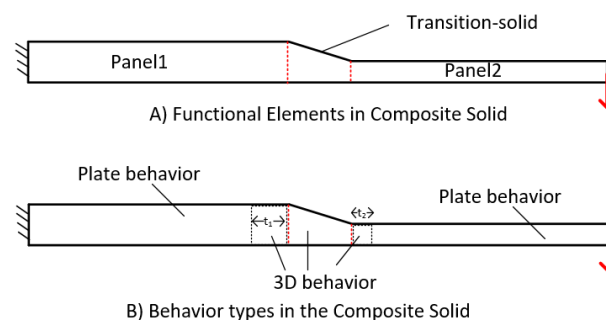 Transition-solid
Panel1
Panel2
A) Functional Elements in Composite Solid
Plate behavior
Plate behavior
t₁
t₂
3D behavior
B) Behavior types in the Composite Solid